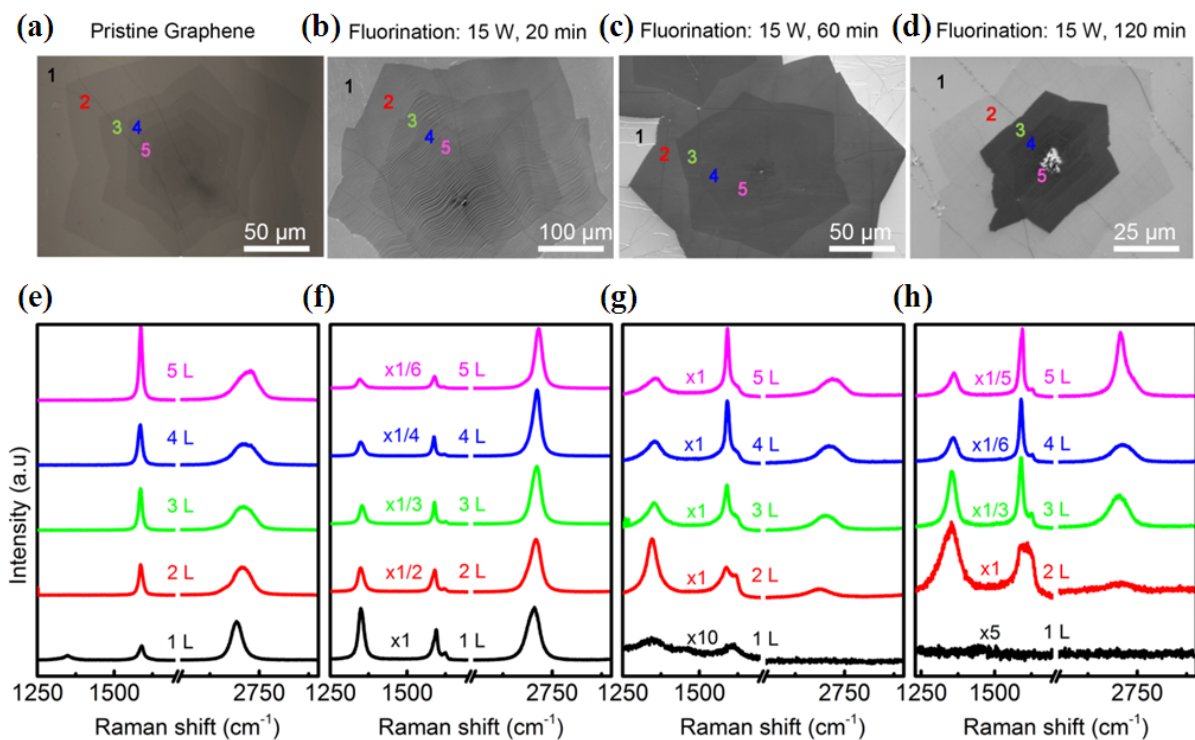 (a) Pristine Graphene
(b) Fluorination: 15 W, 20 min
(c) Fluorination: 15 W, 60 min
(d) Fluorination: 15 W, 120 min
1
2
3
4
5
50 μm
1
2
3
4
5
100 μm
1
2
3
4
5
50 μm
1
2
3
4
5
25 μm
(e)
(f)
(g)
(h)
Intensity (a.u)
5 L
4 L
3 L
2 L
1 L
1250 1500 2750
Raman shift (cm-1)
x1/6 5 L
x1/4 4 L
x1/3 3 L
x1/2 2 L
x1 1 L
1250 1500 2750
Raman shift (cm-1)
x1 5 L
x1 4 L
x1 3 L
x1 2 L
x10 1 L
1250 1500 2750
Raman shift (cm-1)
x1/5 5 L
x1/6 4 L
x1/3 3 L
x1 2 L
x5 1 L
1250 1500 2750
Raman shift (cm-1)